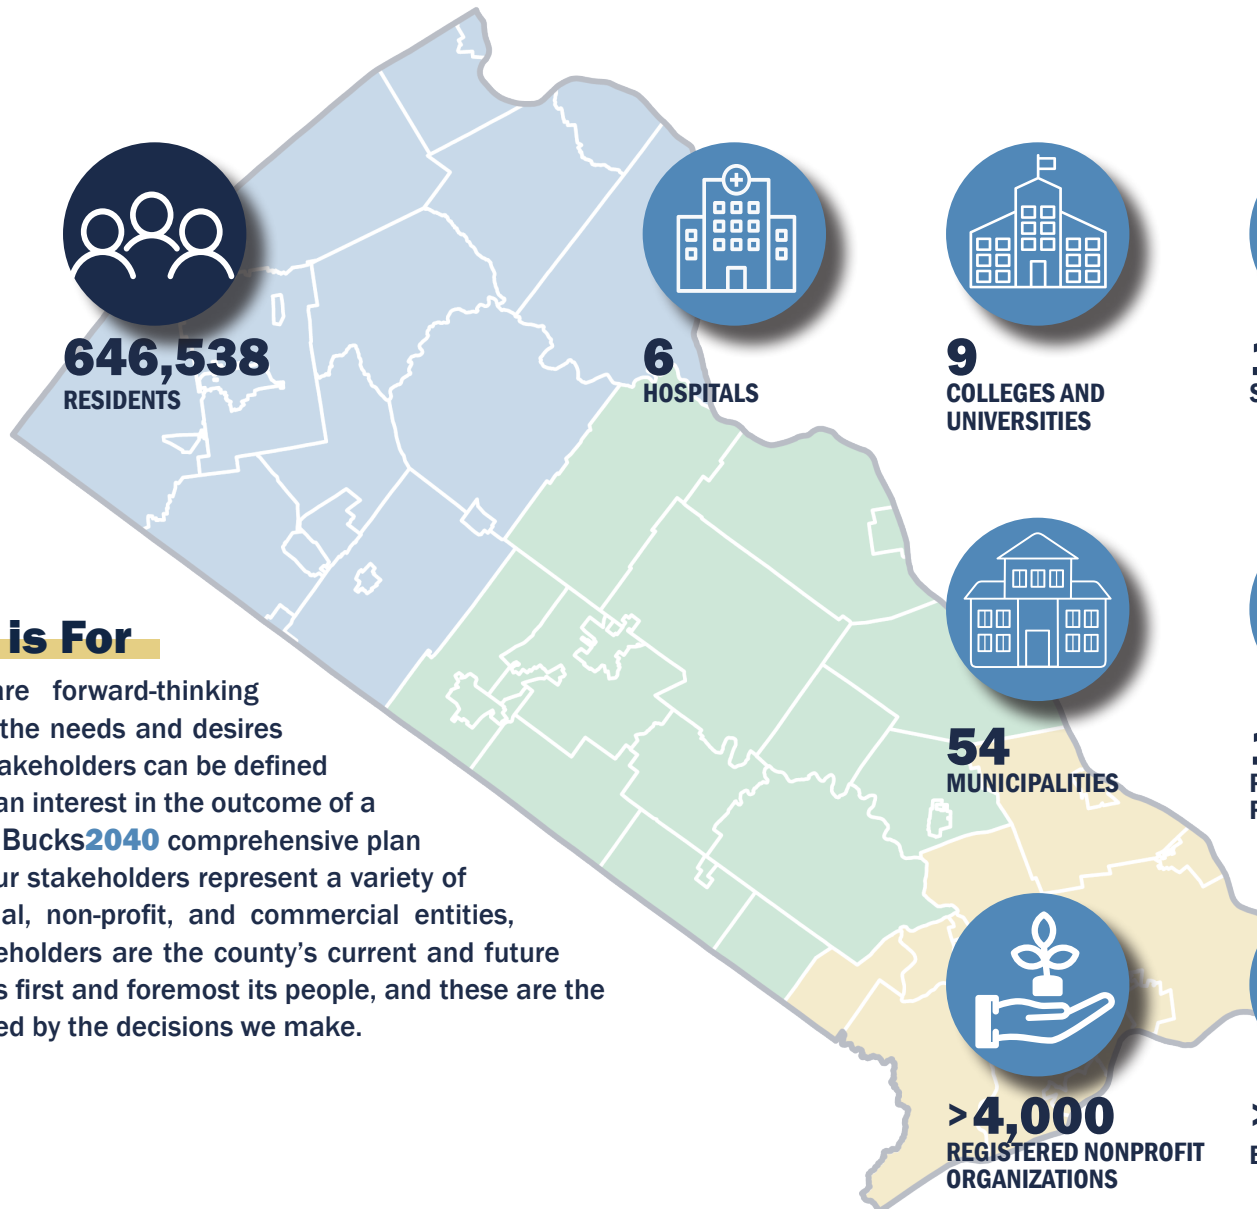 646,538
RESIDENTS
6
HOSPITALS
9
COLLEGES AND
UNIVERSITIES
54
MUNICIPALITIES
>4,000
REGISTERED NONPROFIT
ORGANIZATIONS
is For
are forward-thinking
the needs and desires
akeholders can be defined
an interest in the outcome of a
Bucks2040 comprehensive plan
ur stakeholders represent a variety of
al, non-profit, and commercial entities,
eholders are the county's current and future
s first and foremost its people, and these are the
ed by the decisions we make.